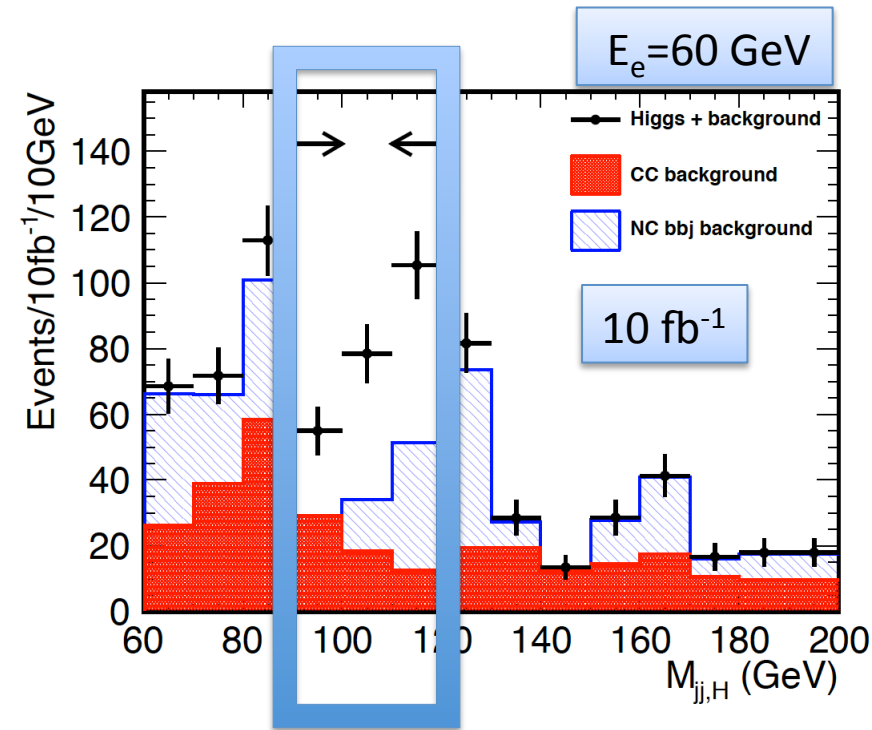 E_e=60 GeV
Higgs + background
CC background
NC bbj background
10 fb^-1
Events/10fb^-1/10GeV
140
120
100
80
60
40
20
0
60 80 100 120 140 160 180 200
M_jj,H (GeV)